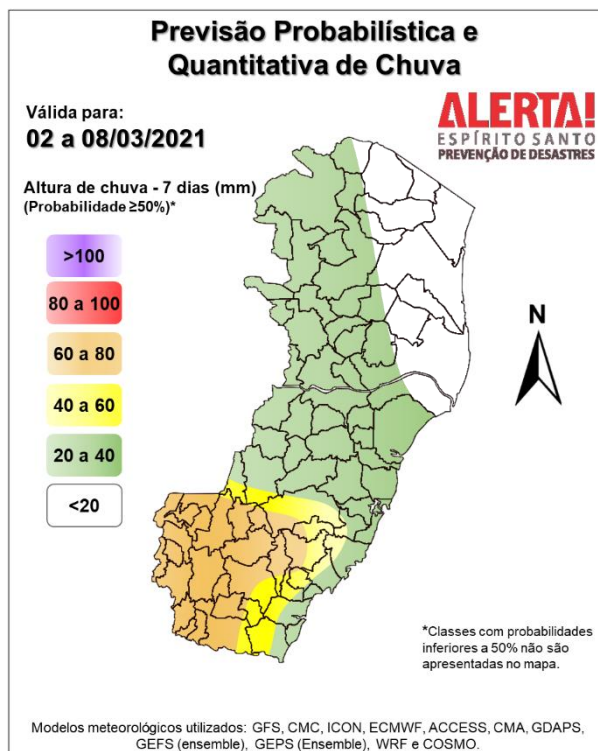 Previsão Probabilística e
Quantitativa de Chuva
Válida para:
02 a 08/03/2021
ALERTA!
ESPÍRITO SANTO
PREVENÇÃO DE DESASTRES
Altura de chuva - 7 dias (mm)
(Probabilidade ≥50%)*
>100
80 a 100
60 a 80
40 a 60
20 a 40
<20
N
*Classes com probabilidades
inferiores a 50% não são
apresentadas no mapa.
Modelos meteorológicos utilizados: GFS, CMC, ICON, ECMWF, ACCESS, CMA, GDAPS,
GEFS (ensemble), GEPS (Ensemble), WRF e COSMO.